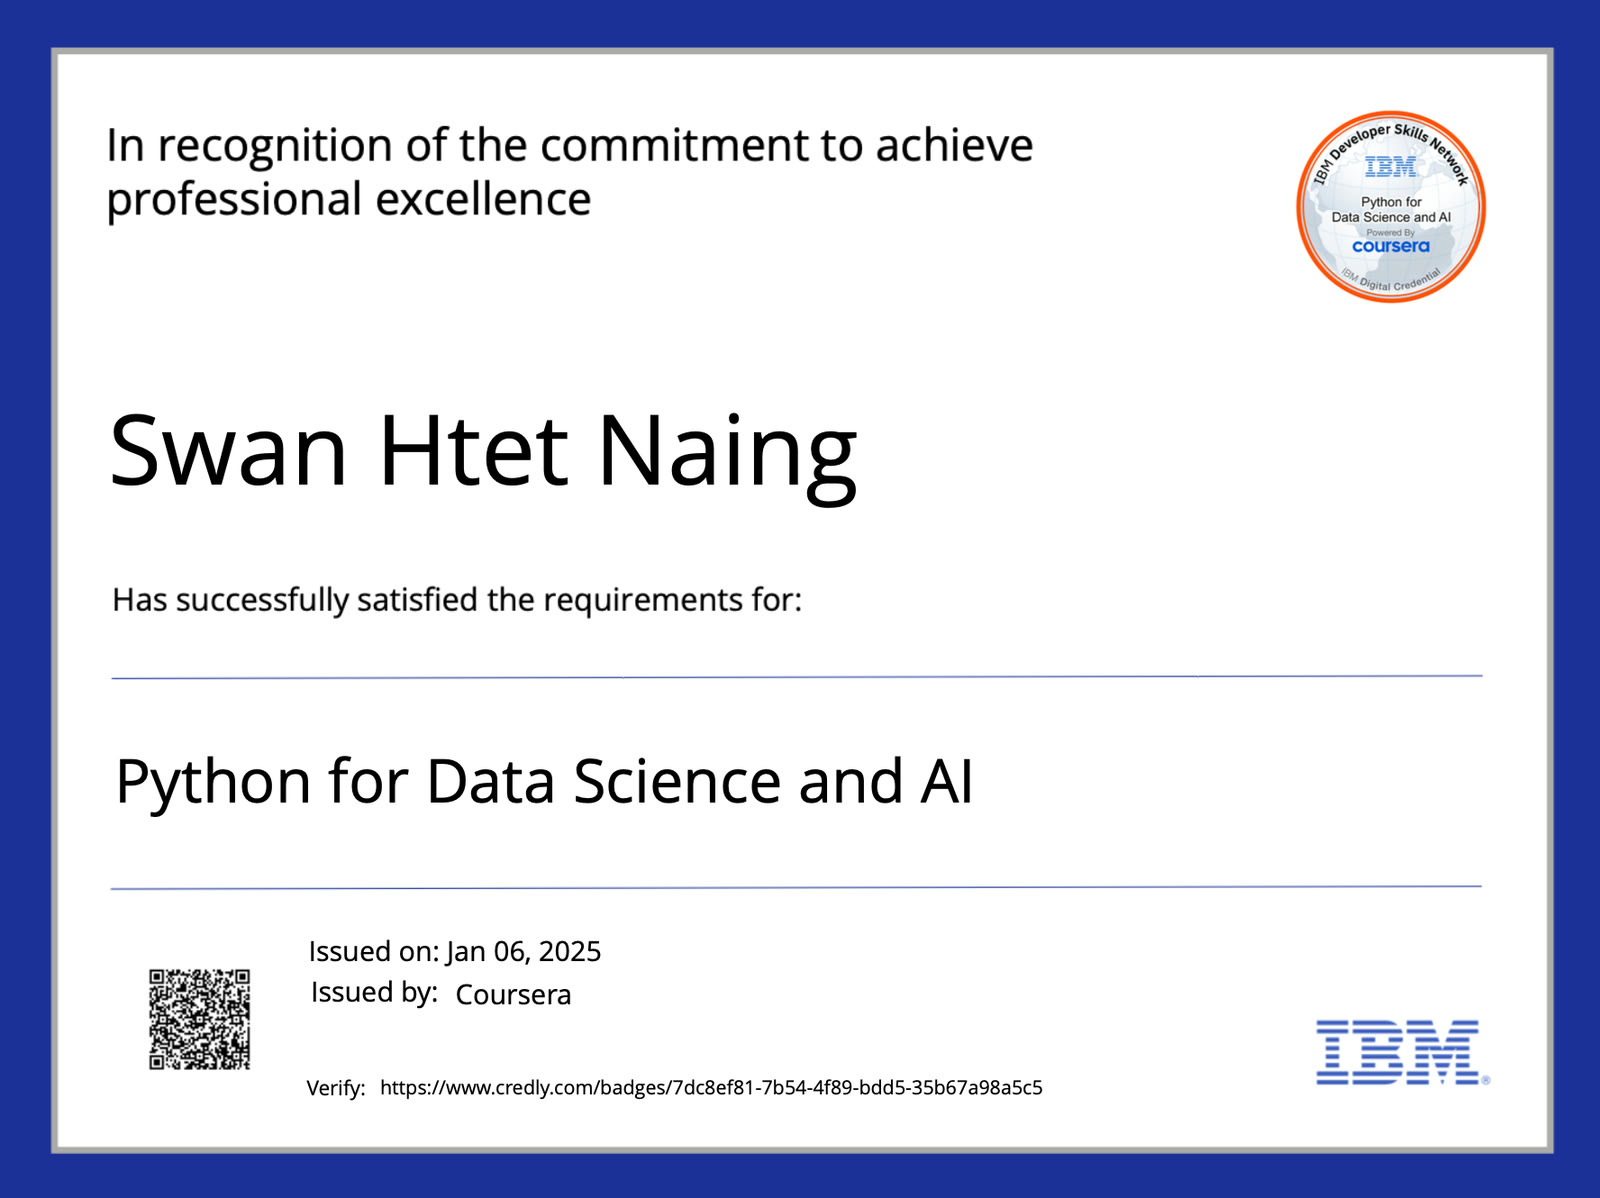 In recognition of the commitment to achieve
professional excellence
IBM Developer Skills Network
IBM
Python for
Data Science and AI
Powered By
coursera
IBM Digital Credential
Swan Htet Naing
Has successfully satisfied the requirements for:
Python for Data Science and AI
Issued on: Jan 06, 2025
Issued by: Coursera
Verify: https://www.credly.com/badges/7dc8ef81-7b54-4f89-bdd5-35b67a98a5c5
IBM®